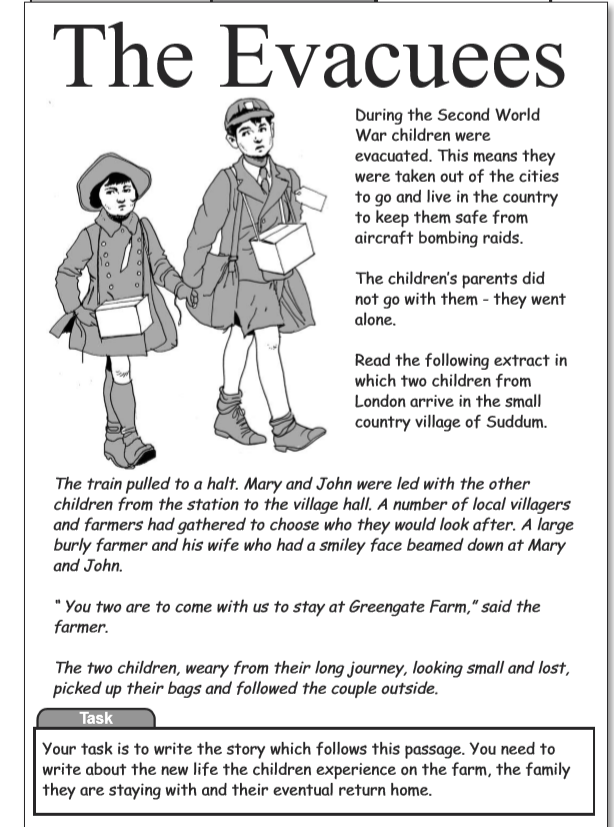 The Evacuees
During the Second World
War children were
evacuated. This means they
were taken out of the cities
to go and live in the country
to keep them safe from
aircraft bombing raids.
The children's parents did
not go with them - they went
alone.
Read the following extract in
which two children from
London arrive in the small
country village of Suddum.
The train pulled to a halt. Mary and John were led with the other
children from the station to the village hall. A number of local villagers
and farmers had gathered to choose who they would look after. A large
burly farmer and his wife who had a smiley face beamed down at Mary
and John.
" You two are to come with us to stay at Greengate Farm," said the
farmer.
The two children, weary from their long journey, looking small and lost,
picked up their bags and followed the couple outside.
Task
Your task is to write the story which follows this passage. You need to
write about the new life the children experience on the farm, the family
they are staying with and their eventual return home.